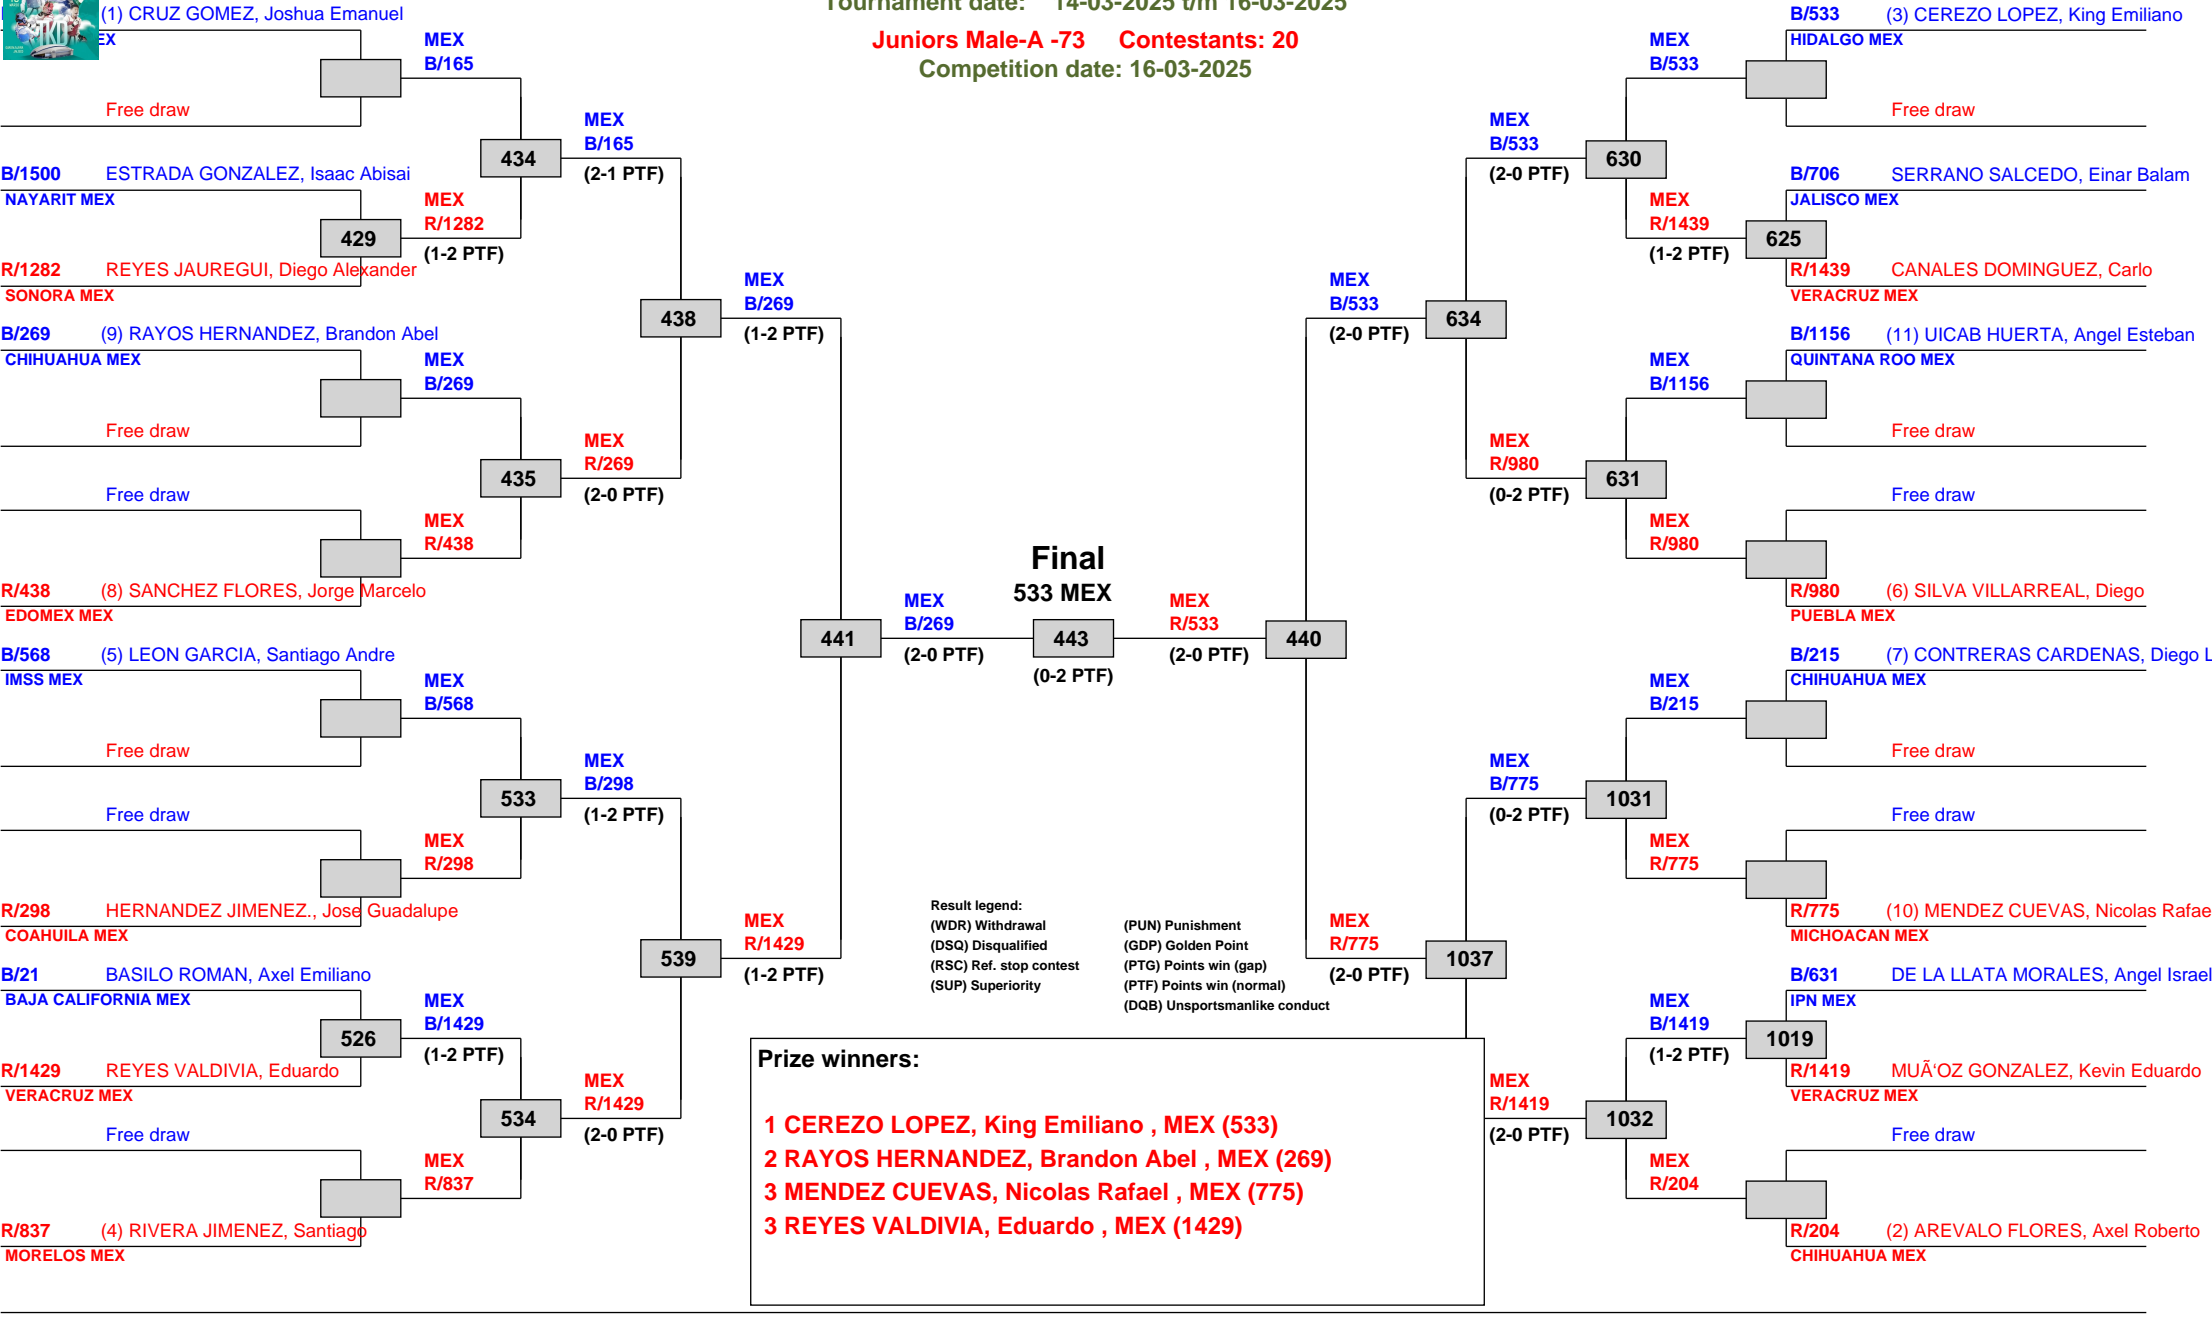 Tournament date: 14-03-2025 t/m 16-03-2025
Juniors Male-A -73 Contestants: 20
Competition date: 16-03-2025
TKD
(1) CRUZ GOMEZ, Joshua Emanuel
EX
MEX
B/165
Free draw
434
MEX
B/165
(2-1 PTF)
B/1500 ESTRADA GONZALEZ, Isaac Abisai
NAYARIT MEX
429
MEX
R/1282
(1-2 PTF)
R/1282 REYES JAUREGUI, Diego Alexander
SONORA MEX
438
MEX
B/269
(1-2 PTF)
B/269 (9) RAYOS HERNANDEZ, Brandon Abel
CHIHUAHUA MEX
MEX
B/269
Free draw
435
MEX
R/269
(2-0 PTF)
Free draw
MEX
R/438
R/438 (8) SANCHEZ FLORES, Jorge Marcelo
EDOMEX MEX
441
MEX
B/269
(2-0 PTF)
B/568 (5) LEON GARCIA, Santiago Andre
IMSS MEX
MEX
B/568
Free draw
533
MEX
B/298
(1-2 PTF)
Free draw
MEX
R/298
R/298 HERNANDEZ JIMENEZ., Jose Guadalupe
COAHUILA MEX
539
MEX
R/1429
(1-2 PTF)
B/21 BASILO ROMAN, Axel Emiliano
BAJA CALIFORNIA MEX
526
MEX
B/1429
(1-2 PTF)
R/1429 REYES VALDIVIA, Eduardo
VERACRUZ MEX
534
MEX
R/1429
(2-0 PTF)
Free draw
MEX
R/837
R/837 (4) RIVERA JIMENEZ, Santiago
MORELOS MEX
Final
533 MEX
443
(0-2 PTF)
MEX
R/533
(2-0 PTF)
440
B/533 (3) CEREZO LOPEZ, King Emiliano
HIDALGO MEX
MEX
B/533
Free draw
630
MEX
B/533
(2-0 PTF)
B/706 SERRANO SALCEDO, Einar Balam
JALISCO MEX
625
MEX
R/1439
(1-2 PTF)
R/1439 CANALES DOMINGUEZ, Carlo
VERACRUZ MEX
634
MEX
B/533
(2-0 PTF)
B/1156 (11) UICAB HUERTA, Angel Esteban
QUINTANA ROO MEX
MEX
B/1156
Free draw
631
MEX
R/980
(0-2 PTF)
Free draw
MEX
R/980
R/980 (6) SILVA VILLARREAL, Diego
PUEBLA MEX
B/215 (7) CONTRERAS CARDENAS, Diego L
CHIHUAHUA MEX
MEX
B/215
Free draw
1031
MEX
B/775
(0-2 PTF)
Free draw
MEX
R/775
R/775 (10) MENDEZ CUEVAS, Nicolas Rafae
MICHOACAN MEX
1037
MEX
R/775
(2-0 PTF)
B/631 DE LA LLATA MORALES, Angel Israel
IPN MEX
1019
MEX
B/1419
(1-2 PTF)
R/1419 MUÃ‘OZ GONZALEZ, Kevin Eduardo
VERACRUZ MEX
1032
MEX
R/1419
(2-0 PTF)
Free draw
MEX
R/204
R/204 (2) AREVALO FLORES, Axel Roberto
CHIHUAHUA MEX
Result legend:
(WDR) Withdrawal (PUN) Punishment
(DSQ) Disqualified (GDP) Golden Point
(RSC) Ref. stop contest (PTG) Points win (gap)
(SUP) Superiority (PTF) Points win (normal)
(DQB) Unsportsmanlike conduct
Prize winners:
1 CEREZO LOPEZ, King Emiliano , MEX (533)
2 RAYOS HERNANDEZ, Brandon Abel , MEX (269)
3 MENDEZ CUEVAS, Nicolas Rafael , MEX (775)
3 REYES VALDIVIA, Eduardo , MEX (1429)